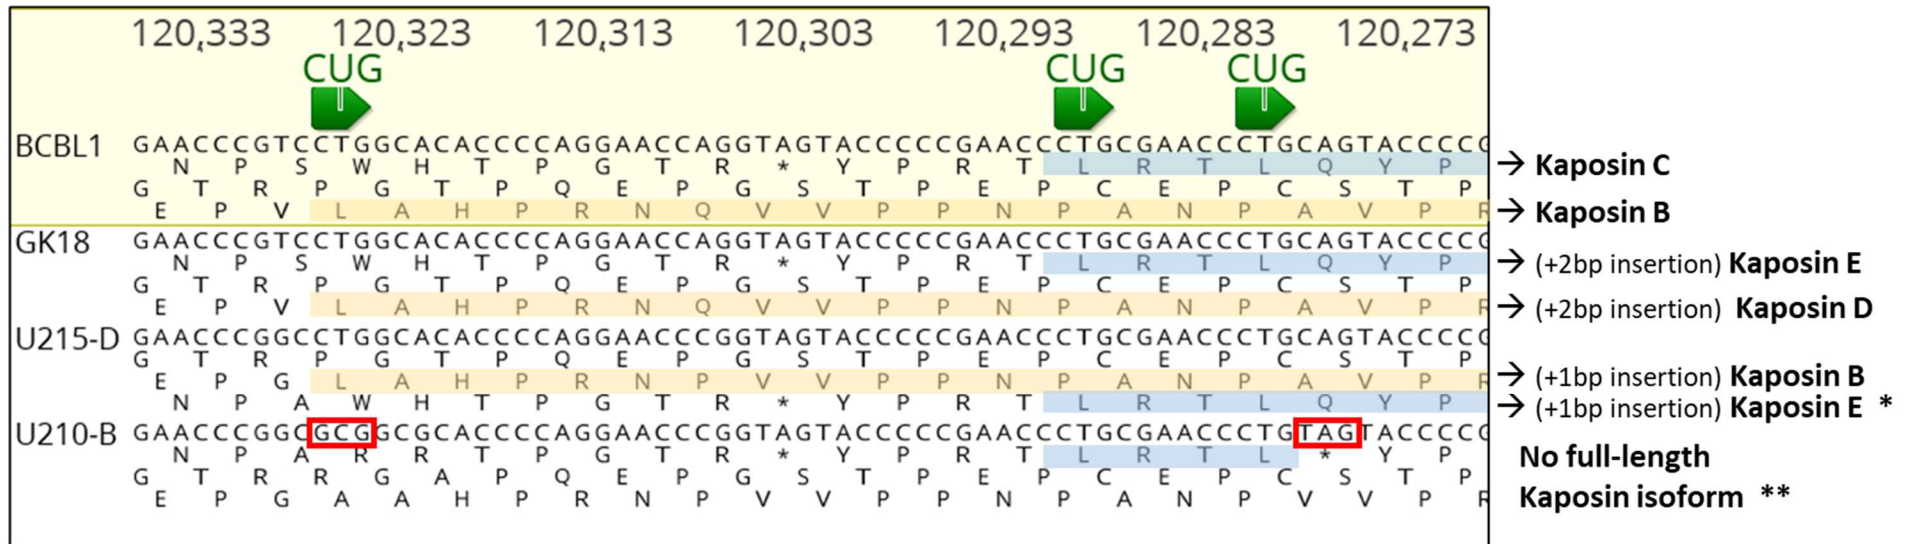 120,333 120,323 120,313 120,303 120,293 120,283 120,273
CUG CUG CUG
BCBL1 GAACCCGTCCTGGCACACCCCAGGAACCAGGTAGTACCCCCGAACCCTGCGAACCCTGCAGTACCCCG
N P S W H T P G T R * Y P R T L R T L Q Y P → Kaposin C
G T R P G T P Q E P G S T P E P C E P C S T P
E P V L A H P R N Q V V P P N P A N P A V P R → Kaposin B
GK18 GAACCCGTCCTGGCACACCCCAGGAACCAGGTAGTACCCCCGAACCCTGCGAACCCTGCAGTACCCCG
N P S W H T P G T R * Y P R T L R T L Q Y P → (+2bp insertion) Kaposin E
G T R P G T P Q E P G S T P E P C E P C S T P
E P V L A H P R N Q V V P P N P A N P A V P R → (+2bp insertion) Kaposin D
U215-D GAACCCGGCCTGGCACACCCCAGGAACCCGGTAGTACCCCCGAACCCTGCGAACCCTGCAGTACCCCG
G T R P G T P Q E P G S T P E P C E P C S T P
E P G L A H P R N P V V P P N P A N P A V P R → (+1bp insertion) Kaposin B
N P A W H T P G T R * Y P R T L R T L Q Y P → (+1bp insertion) Kaposin E *
U210-B GAACCCGGCGCGGCGCACCCCAGGAACCCGGTAGTACCCCCGAACCCTGCGAACCCTGTAGTACCCCG
N P A R R T P G T R * Y P R T L R T L * Y P No full-length
G T R R G A P Q E P G S T P E P C E P C S T P
E P G A A H P R N P V V P P N P A N P V V P R Kaposin isoform **